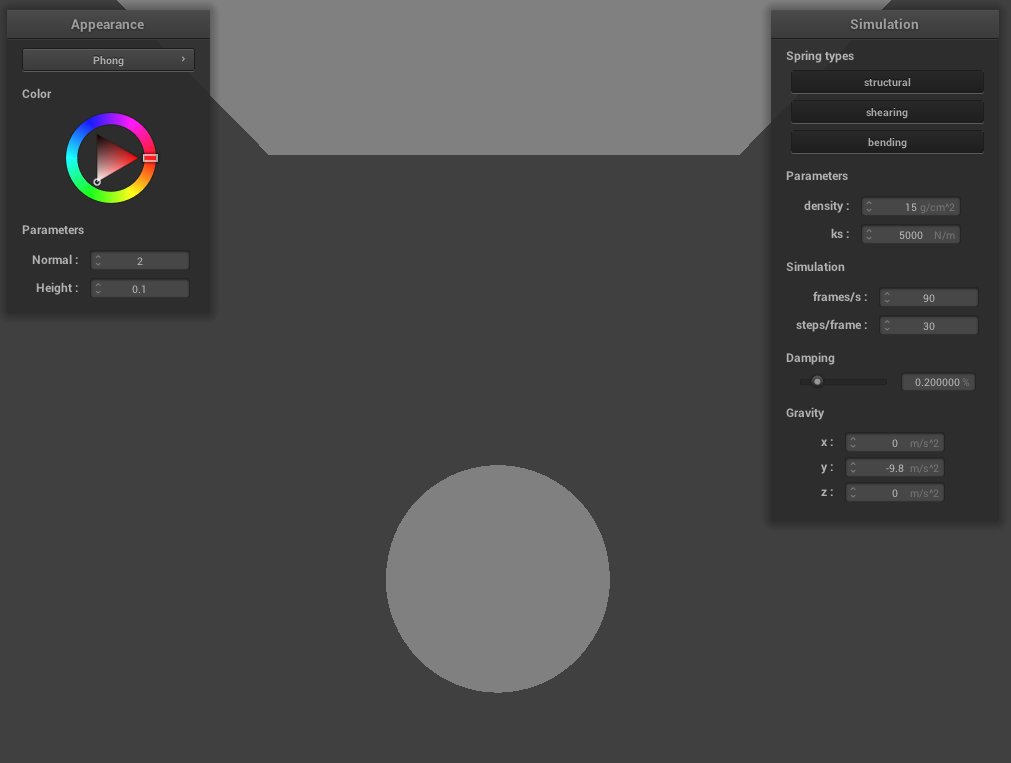 Appearance
Phong
Color
Parameters
Normal : 2
Height : 0.1
Simulation
Spring types
structural
shearing
bending
Parameters
density : 15 g/cm^2
ks : 5000 N/m
Simulation
frames/s : 90
steps/frame : 30
Damping
0.200000 %
Gravity
x : 0 m/s^2
y : -9.8 m/s^2
z : 0 m/s^2